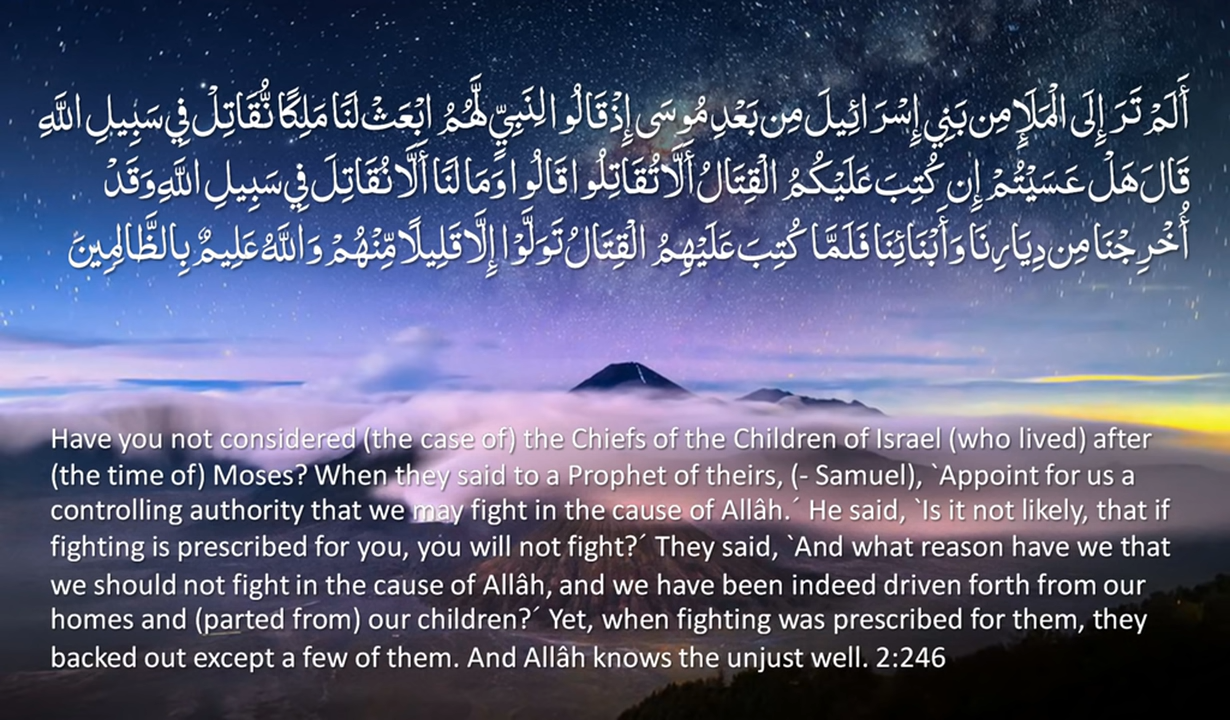 أَلَمْ تَرَ إِلَى الْمَلَإِ مِن بَنِي إِسْرَائِيلَ مِن بَعْدِ مُوسَى إِذْ قَالُوا لِنَبِيٍّ لَّهُمُ ابْعَثْ لَنَا مَلِكًا نُّقَاتِلْ فِي سَبِيلِ اللَّهِ
قَالَ هَلْ عَسَيْتُمْ إِن كُتِبَ عَلَيْكُمُ الْقِتَالُ أَلَّا تُقَاتِلُوا قَالُوا وَمَا لَنَا أَلَّا نُقَاتِلَ فِي سَبِيلِ اللَّهِ وَقَدْ
أُخْرِجْنَا مِن دِيَارِنَا وَأَبْنَائِنَا فَلَمَّا كُتِبَ عَلَيْهِمُ الْقِتَالُ تَوَلَّوْا إِلَّا قَلِيلًا مِّنْهُمْ وَاللَّهُ عَلِيمٌ بِالظَّالِمِينَ
Have you not considered (the case of) the Chiefs of the Children of Israel (who lived) after
(the time of) Moses? When they said to a Prophet of theirs, (- Samuel), `Appoint for us a
controlling authority that we may fight in the cause of Allâh.´ He said, `Is it not likely, that if
fighting is prescribed for you, you will not fight?´ They said, `And what reason have we that
we should not fight in the cause of Allâh, and we have been indeed driven forth from our
homes and (parted from) our children?´ Yet, when fighting was prescribed for them, they
backed out except a few of them. And Allâh knows the unjust well. 2:246